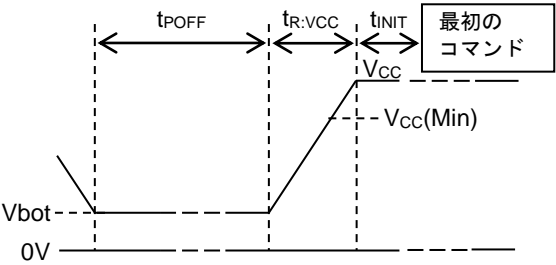 tPOFF
tR:VCC
tINIT
最初の
コマンド
VCC
VCC(Min)
Vbot
0V